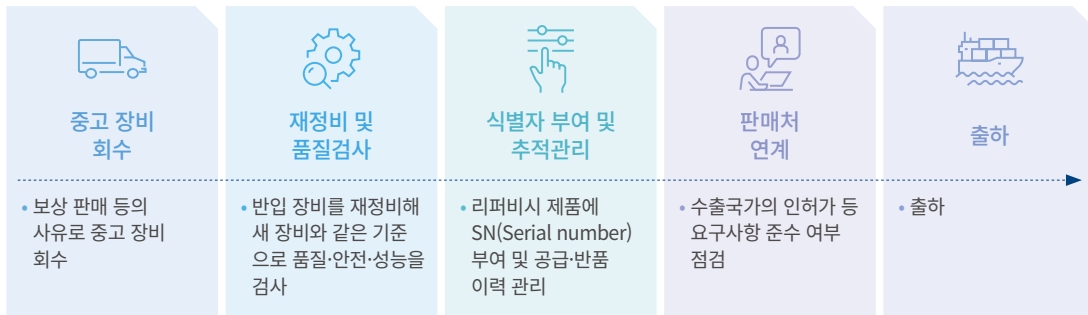 중고 장비
회수
• 보상 판매 등의
사유로 중고 장비
회수
재정비 및
품질검사
• 반입 장비를 재정비해
새 장비와 같은 기준
으로 품질·안전·성능을
검사
식별자 부여 및
추적관리
• 리퍼비시 제품에
SN(Serial number)
부여 및 공급·반품
이력 관리
판매처
연계
• 수출국가의 인허가 등
요구사항 준수 여부
점검
출하
• 출하